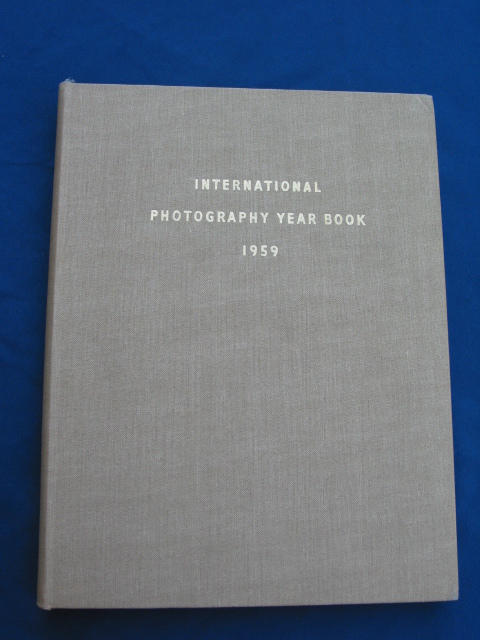 INTERNATIONAL
PHOTOGRAPHY YEAR BOOK
1959